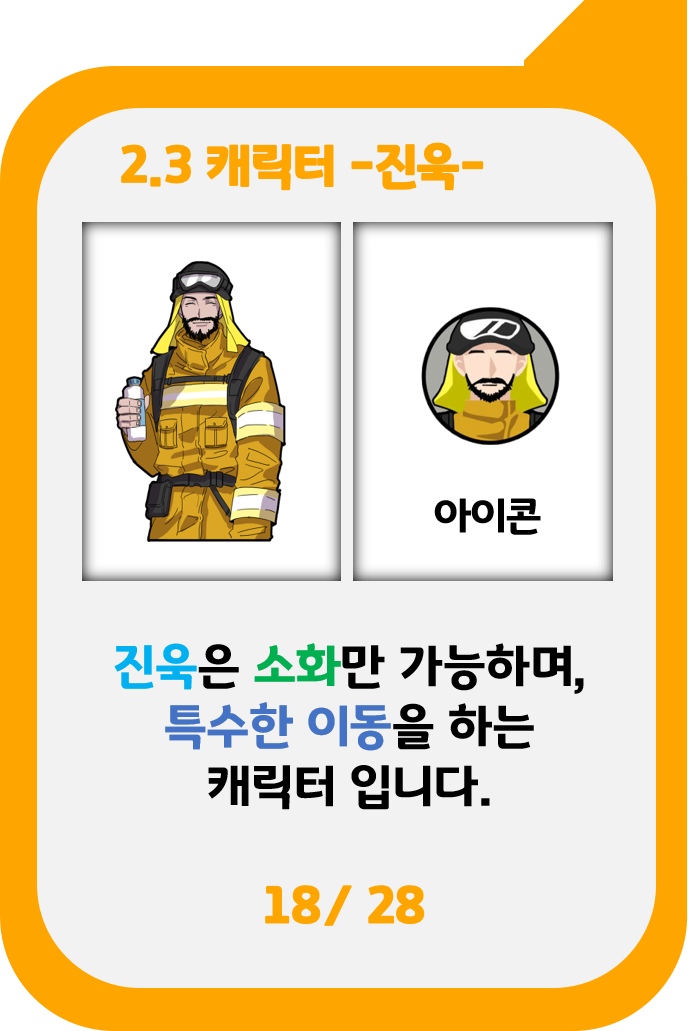 2.3 캐릭터 -진욱-
아이콘
진욱은 소화만 가능하며,
특수한 이동을 하는
캐릭터 입니다.
18/ 28